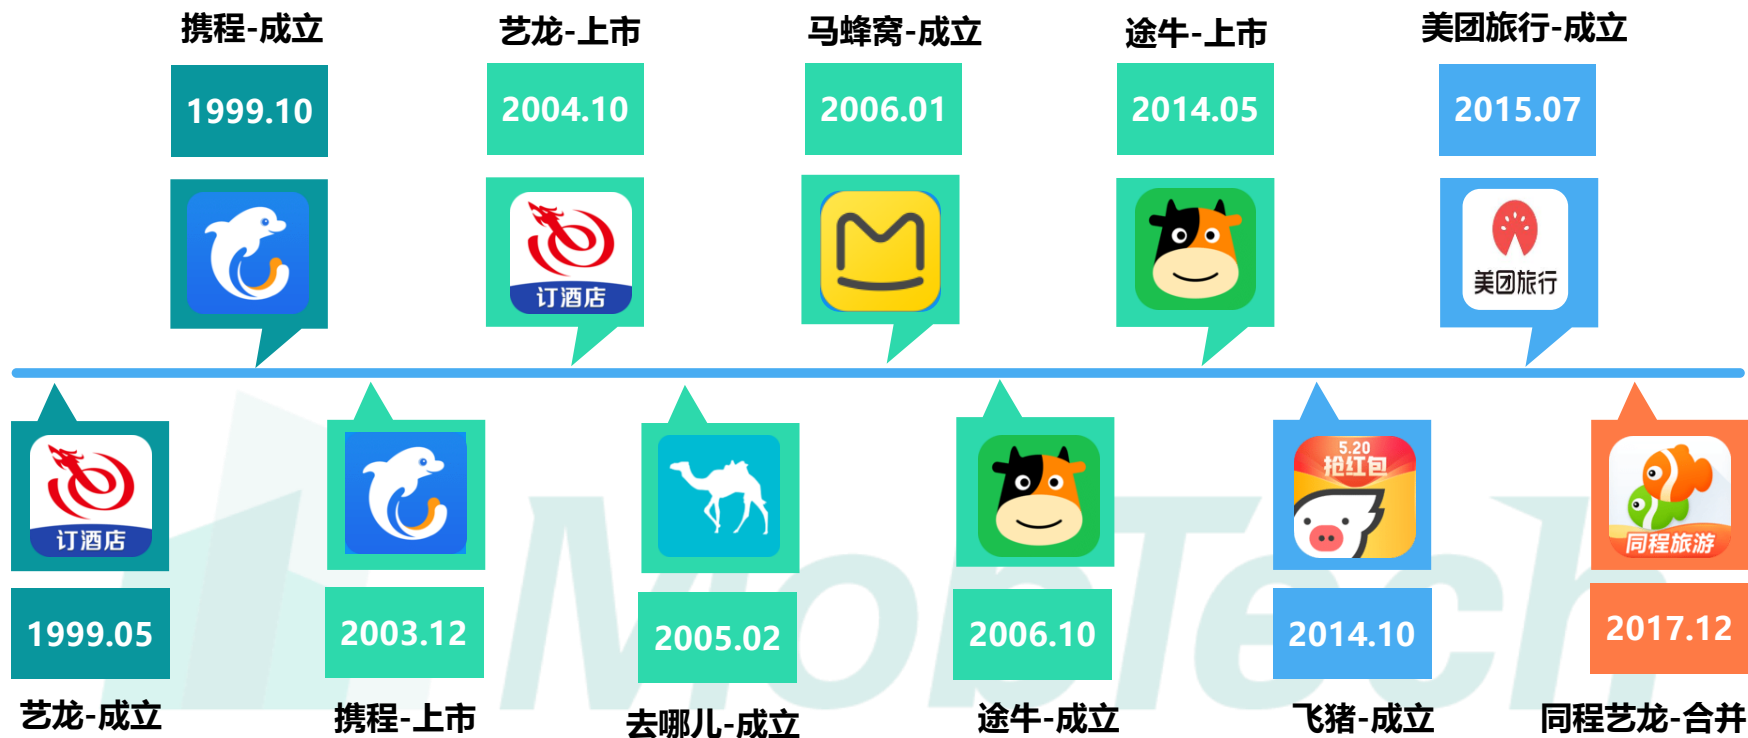 携程-成立
艺龙-上市
马蜂窝-成立
途牛-上市
美团旅行-成立
1999.10
2004.10
2006.01
2014.05
2015.07
订酒店
美团旅行
订酒店
5.20
抢红包
同程旅游
1999.05
2003.12
2005.02
2006.10
2014.10
2017.12
艺龙-成立
携程-上市
去哪儿-成立
途牛-成立
飞猪-成立
同程艺龙-合并
MobTech